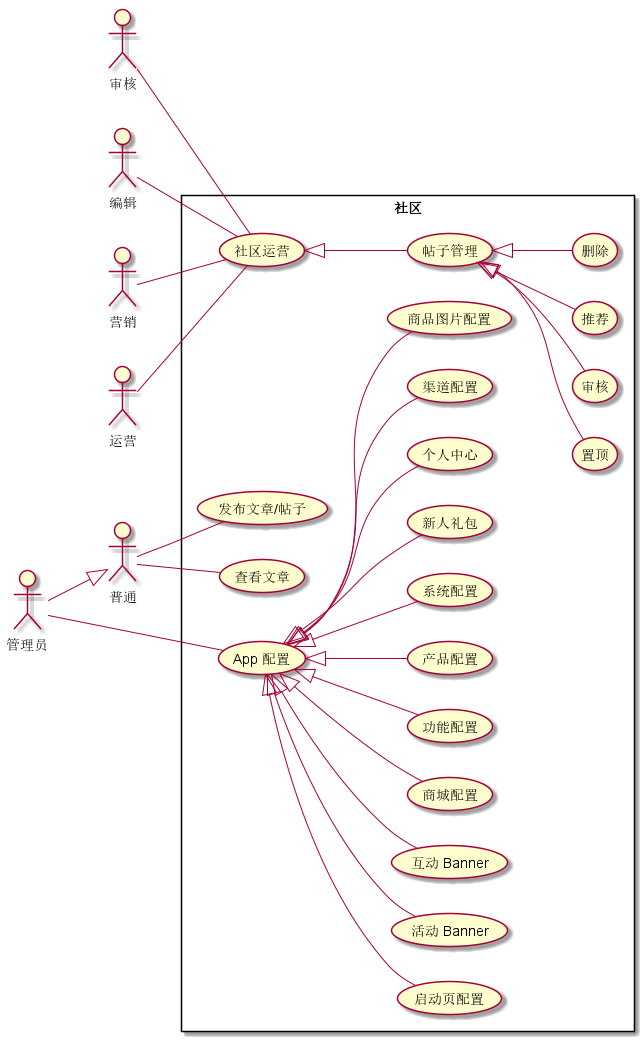 审核
编辑
营销
运营
普通
管理员
社区
社区运营
帖子管理
删除
推荐
审核
置顶
商品图片配置
渠道配置
个人中心
新人礼包
系统配置
产品配置
功能配置
商城配置
互动 Banner
活动 Banner
启动页配置
发布文章/帖子
查看文章
App 配置